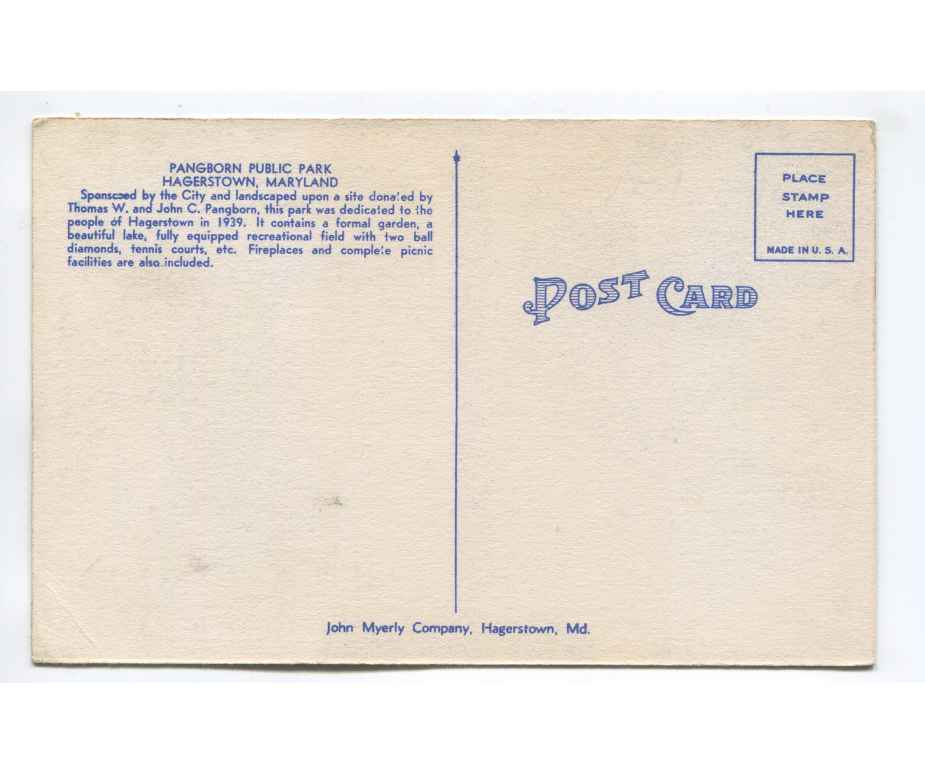 PANGBORN PUBLIC PARK
HAGERSTOWN, MARYLAND
Sponsored by the City and landscaped upon a site donated by
Thomas W. and John C. Pangborn, this park was dedicated to the
people of Hagerstown in 1939. It contains a formal garden, a
beautiful lake, fully equipped recreational field with two ball
diamonds, tennis courts, etc. Fireplaces and complete picnic
facilities are also included.
PLACE
STAMP
HERE
MADE IN U. S. A.
POST CARD
John Myerly Company, Hagerstown, Md.